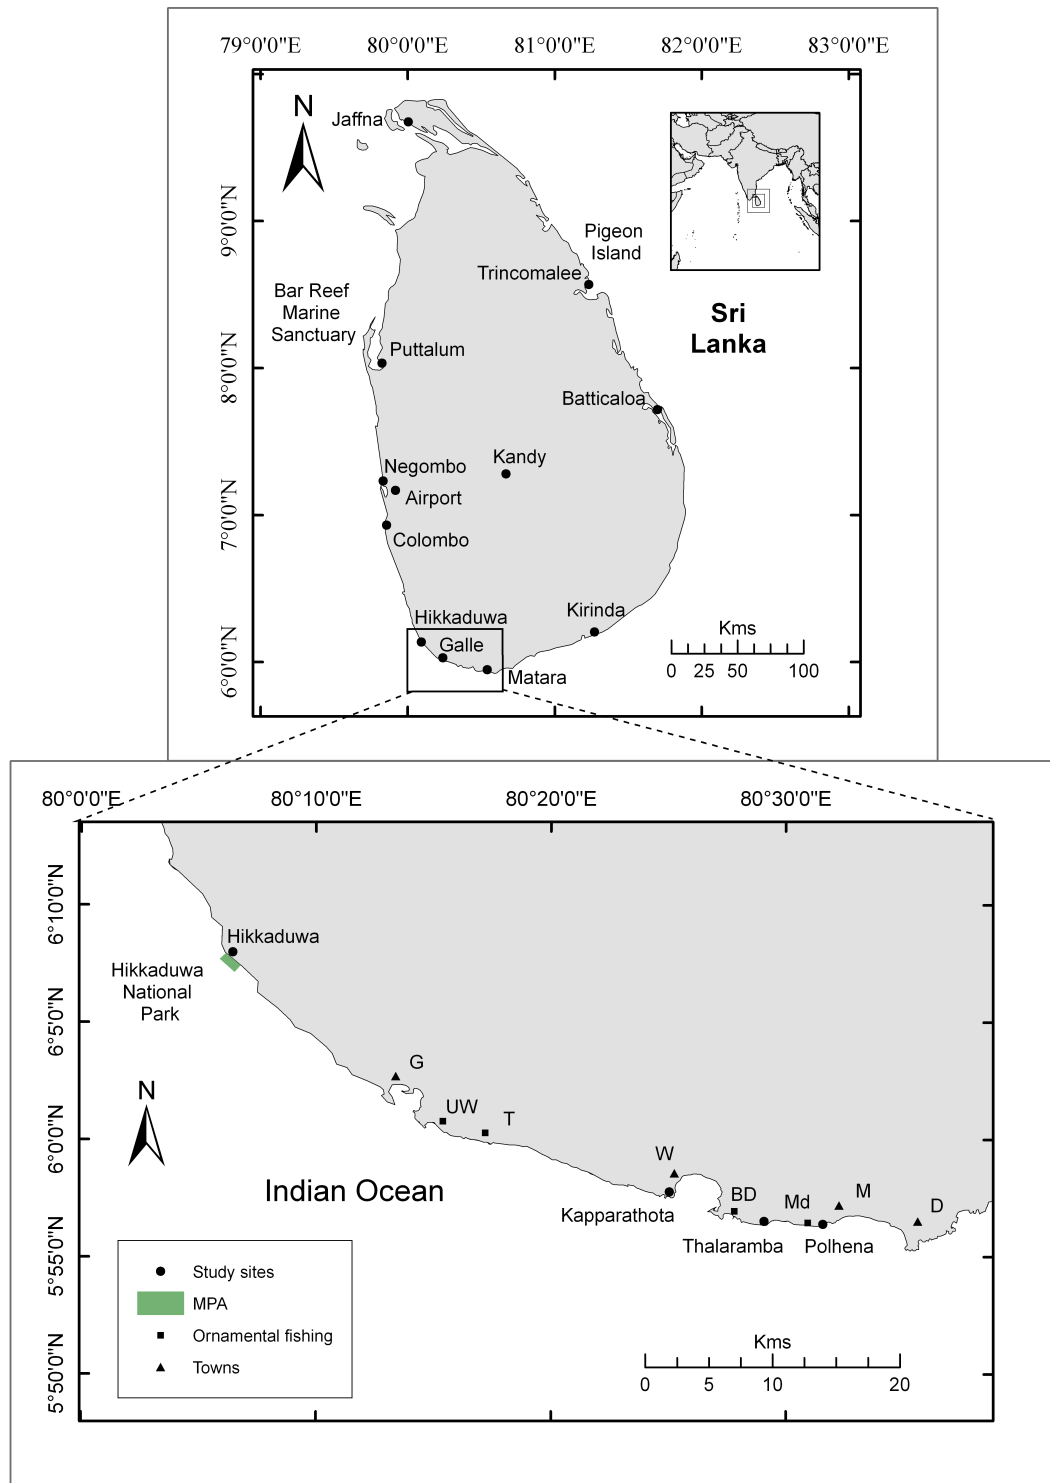 79°0'0"E 80°0'0"E 81°0'0"E 82°0'0"E 83°0'0"E
N
Jaffna
9°0'0"N
Pigeon
Island
Trincomalee
Bar Reef
Marine
Sanctuary
Sri
Lanka
Puttalum
8°0'0"N
Batticaloa
Kandy
Negombo
Airport
7°0'0"N
Colombo
Kirinda
Hikkaduwa
Galle
Matara
6°0'0"N
Kms
0 25 50 100
80°0'0"E 80°10'0"E 80°20'0"E 80°30'0"E
6°10'0"N
Hikkaduwa
Hikkaduwa
National
Park
6°5'0"N
G
N
UW
T
6°0'0"N
W
Indian Ocean
BD
Md
M
D
Kapparathota
Thalaramba
Polhena
5°55'0"N
Study sites
MPA
Ornamental fishing
Towns
Kms
0 5 10 20
5°50'0"N